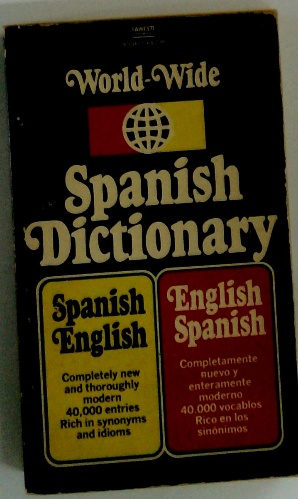 FAWCETT
World-Wide
Spanish
Dictionary
Spanish
English
Completely new
and thoroughly
modern
40,000 entries
Rich in synonyms
and idioms
English
Spanish
Completamente
nuevo y
enteramente
moderno
40.000 vocablos
Rico en los
sinónimos